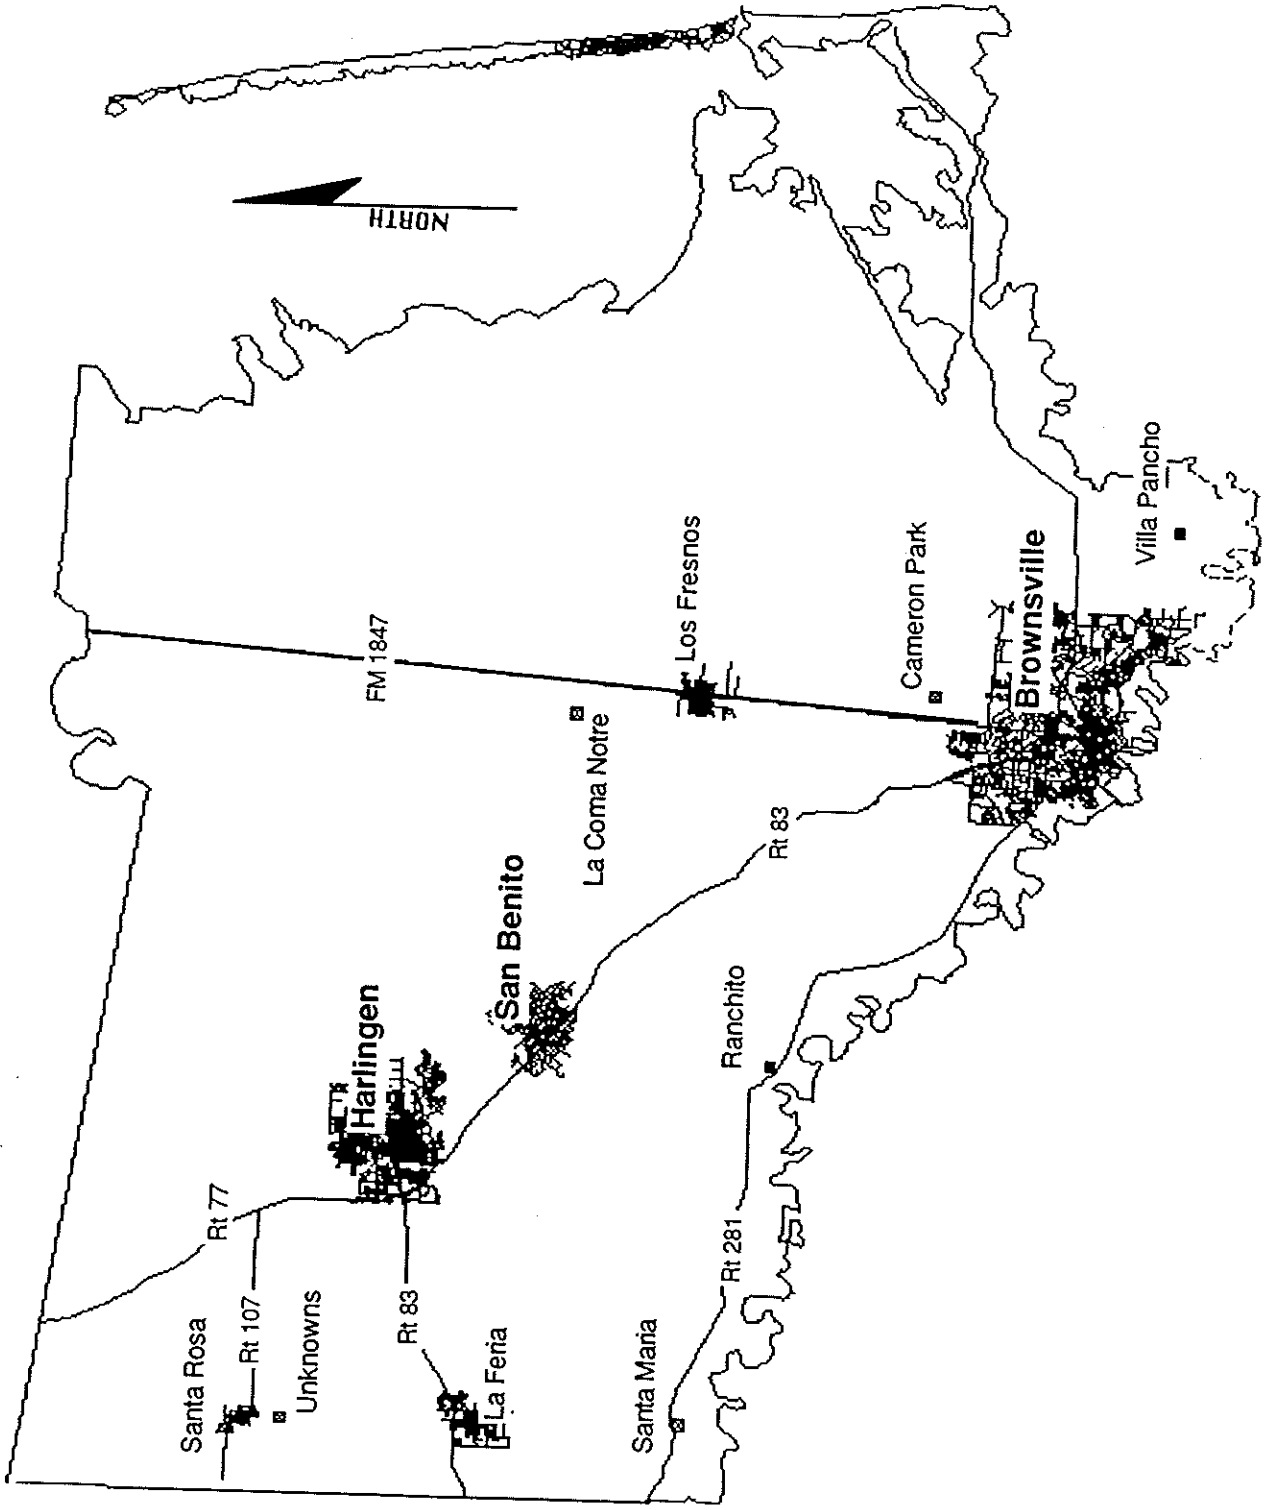 NORTH
FM 1847
Los Fresnos
Cameron Park
Brownsville
Villa Pancho
La Coma Notre
Rt 83
San Benito
Harlingen
Ranchito
Rt 77
Rt 281
Santa Rosa
Rt 107
Unknowns
Rt 83
La Feria
Santa Maria